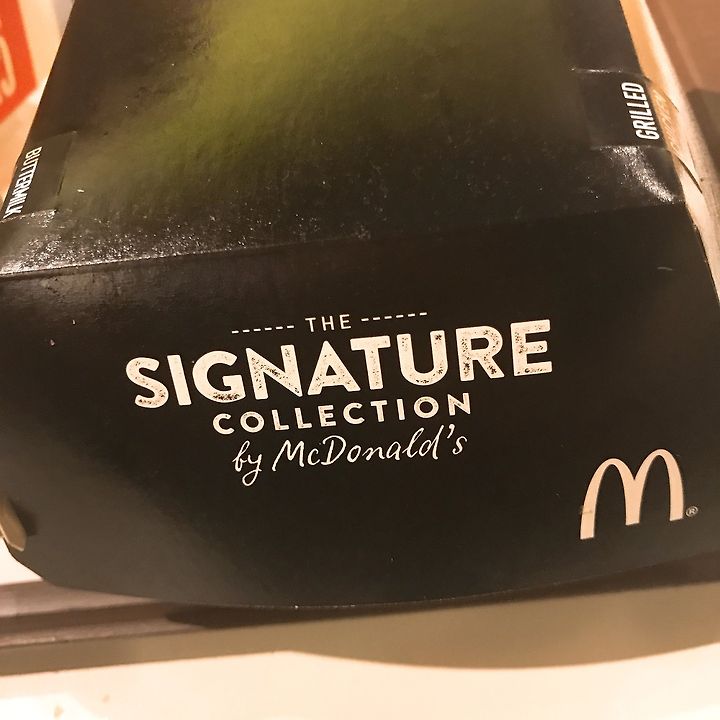 BUTTERMILK
GRILLED
------ THE ------
SIGNATURE
COLLECTION
by McDonald's
M®